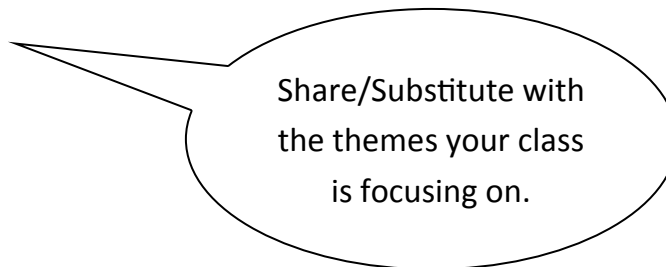 Share/Substitute with
the themes your class
is focusing on.